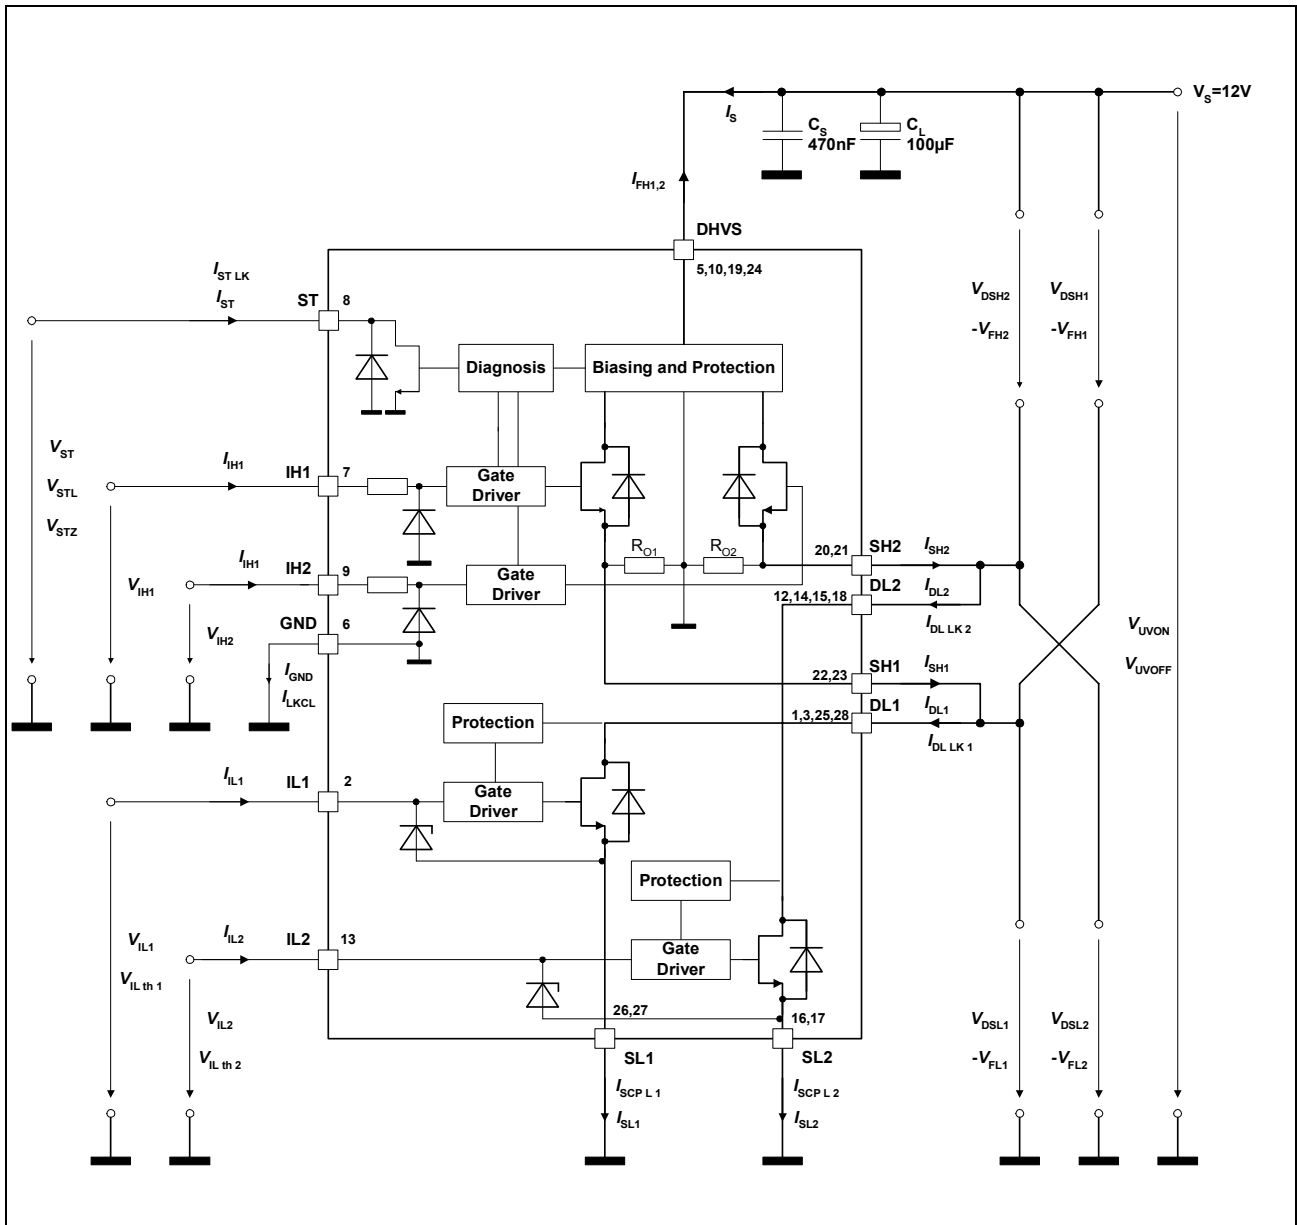 V_S=12V
I_S
C_S
470nF
C_L
100µF
I_FH1,2
DHVS
5,10,19,24
I_ST LK
I_ST
ST
8
V_DSH2
-V_FH2
V_DSH1
-V_FH1
Diagnosis
Biasing and Protection
V_ST
V_STL
V_STZ
I_IH1
IH1
7
Gate
Driver
R_O1
R_O2
20,21
SH2
I_SH2
V_IH1
I_IH1
IH2
9
Gate
Driver
DL2
12,14,15,18
I_DL2
I_DL LK 2
V_IH2
GND
6
V_UVON
V_UVOFF
I_GND
I_LKCL
22,23
SH1
I_SH1
DL1
1,3,25,28
I_DL1
I_DL LK 1
Protection
I_IL1
IL1
2
Gate
Driver
Protection
V_IL1
V_IL th 1
I_IL2
IL2
13
Gate
Driver
V_IL2
V_IL th 2
26,27
16,17
SL1
SL2
V_DSL1
-V_FL1
V_DSL2
-V_FL2
I_SCP L 1
I_SL1
I_SCP L 2
I_SL2